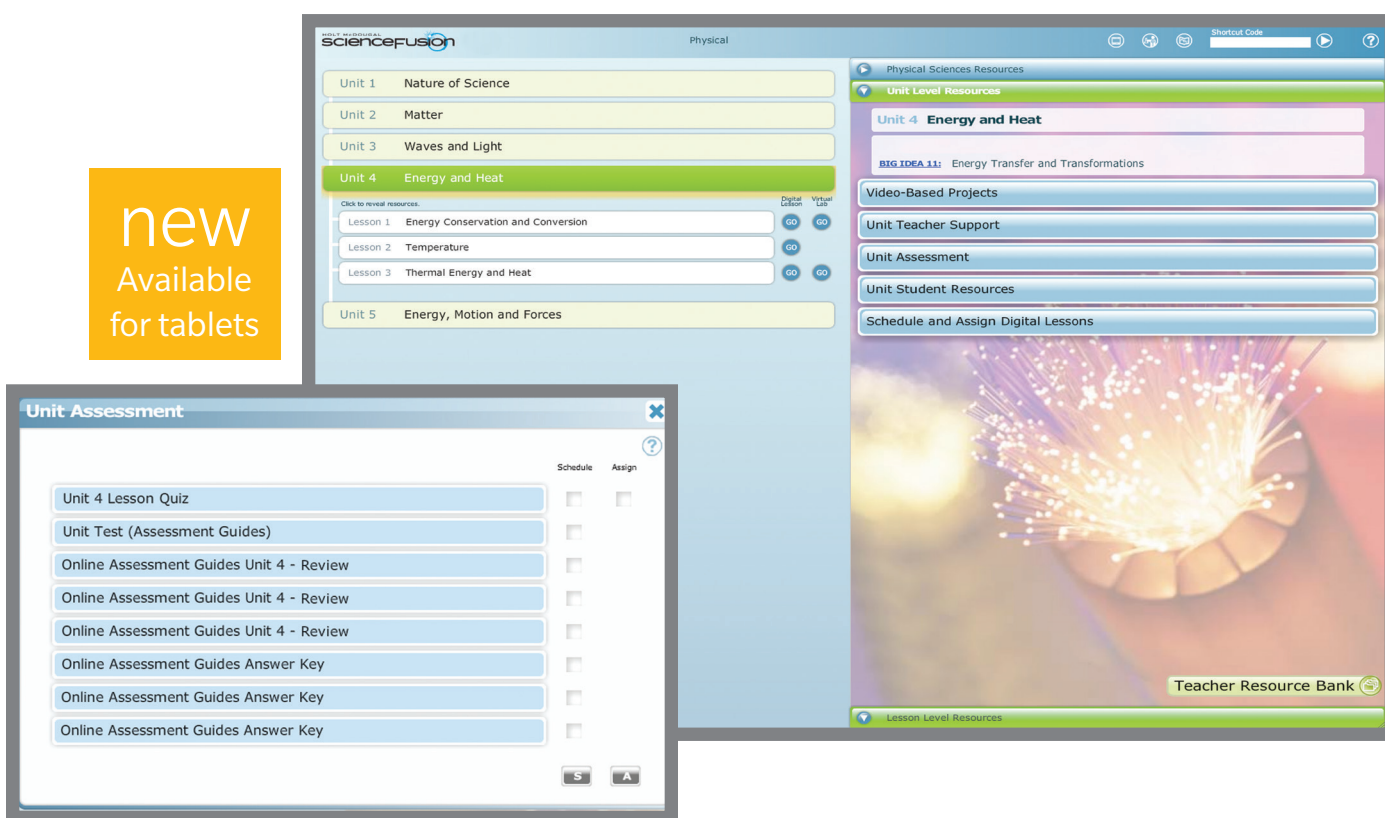 HOLT McDOUGAL
sciencefusion
Physical
Shortcut Code
?
Unit 1 Nature of Science
Unit 2 Matter
Unit 3 Waves and Light
Unit 4 Energy and Heat
Click to reveal resources.
Digital Lesson
Virtual Lab
Lesson 1 Energy Conservation and Conversion GO GO
Lesson 2 Temperature GO
Lesson 3 Thermal Energy and Heat GO GO
Unit 5 Energy, Motion and Forces
Physical Sciences Resources
Unit Level Resources
Unit 4 Energy and Heat
BIG IDEA 11: Energy Transfer and Transformations
Video-Based Projects
Unit Teacher Support
Unit Assessment
Unit Student Resources
Schedule and Assign Digital Lessons
Teacher Resource Bank
Lesson Level Resources
new
Available
for tablets
Unit Assessment
?
Schedule Assign
Unit 4 Lesson Quiz
Unit Test (Assessment Guides)
Online Assessment Guides Unit 4 - Review
Online Assessment Guides Unit 4 - Review
Online Assessment Guides Unit 4 - Review
Online Assessment Guides Answer Key
Online Assessment Guides Answer Key
Online Assessment Guides Answer Key
S A